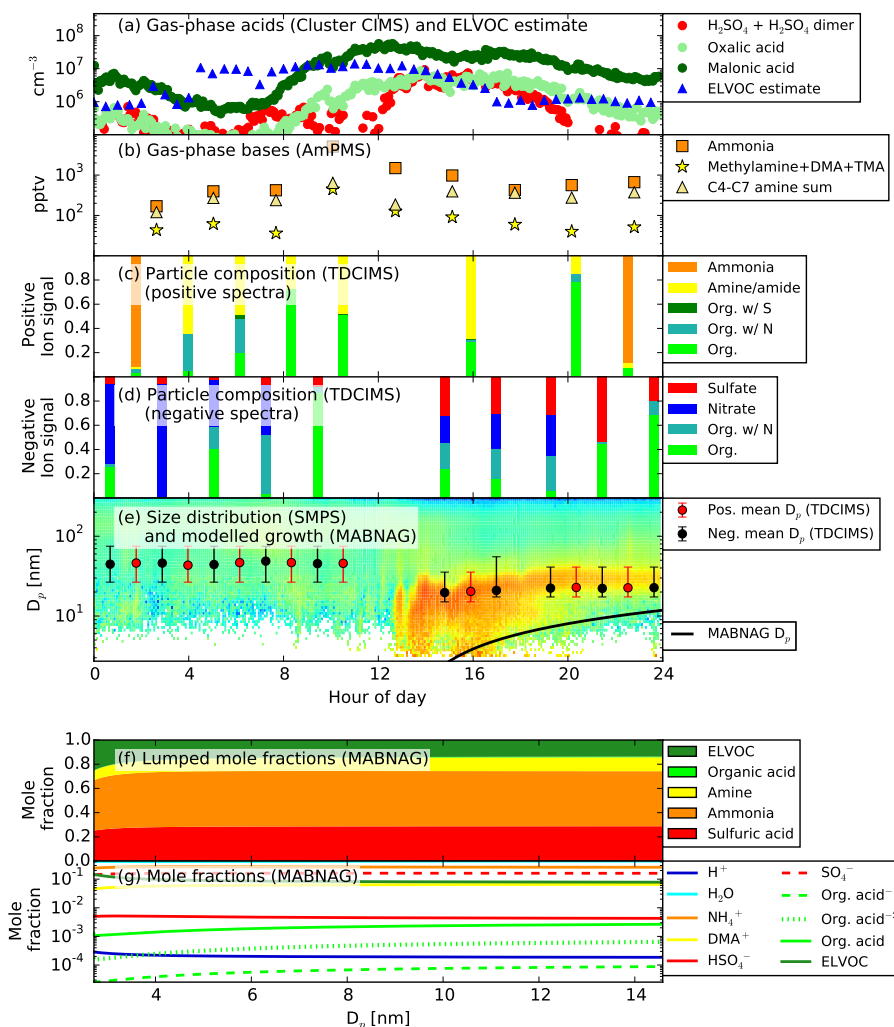 (a) Gas-phase acids (Cluster CIMS) and ELVOC estimate
cm⁻³
10⁸
10⁷
10⁶
H₂SO₄ + H₂SO₄ dimer
Oxalic acid
Malonic acid
ELVOC estimate
(b) Gas-phase bases (AmPMS)
pptv
10³
10²
Ammonia
Methylamine+DMA+TMA
C4-C7 amine sum
(c) Particle composition (TDCIMS)
(positive spectra)
Positive
Ion signal
0.8
0.6
0.4
0.2
Ammonia
Amine/amide
Org. w/ S
Org. w/ N
Org.
(d) Particle composition (TDCIMS)
(negative spectra)
Negative
Ion signal
0.8
0.6
0.4
0.2
Sulfate
Nitrate
Org. w/ N
Org.
(e) Size distribution (SMPS)
and modelled growth (MABNAG)
Dₚ [nm]
10²
10¹
Pos. mean Dₚ (TDCIMS)
Neg. mean Dₚ (TDCIMS)
MABNAG Dₚ
0 4 8 12 16 20 24
Hour of day
(f) Lumped mole fractions (MABNAG)
Mole
fraction
1.0
0.8
0.6
0.4
0.2
0.0
ELVOC
Organic acid
Amine
Ammonia
Sulfuric acid
(g) Mole fractions (MABNAG)
Mole
fraction
10⁻¹
10⁻²
10⁻³
10⁻⁴
H⁺
H₂O
NH₄⁺
DMA⁺
HSO₄⁻
SO₄⁻
Org. acid⁻
Org. acid⁻
Org. acid
ELVOC
4 6 8 10 12 14
Dₚ [nm]